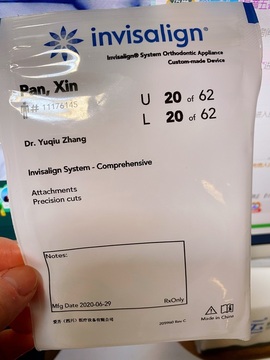 invisalign®
Invisalign® System Orthodontic Appliance
Custom-made Device
Pan, Xin
# 11176145
U 20 of 62
L 20 of 62
Dr. Yuqiu Zhang
Invisalign System - Comprehensive
Attachments
Precision cuts
Notes:
Mfg Date 2020-06-29
RxOnly
Made in China